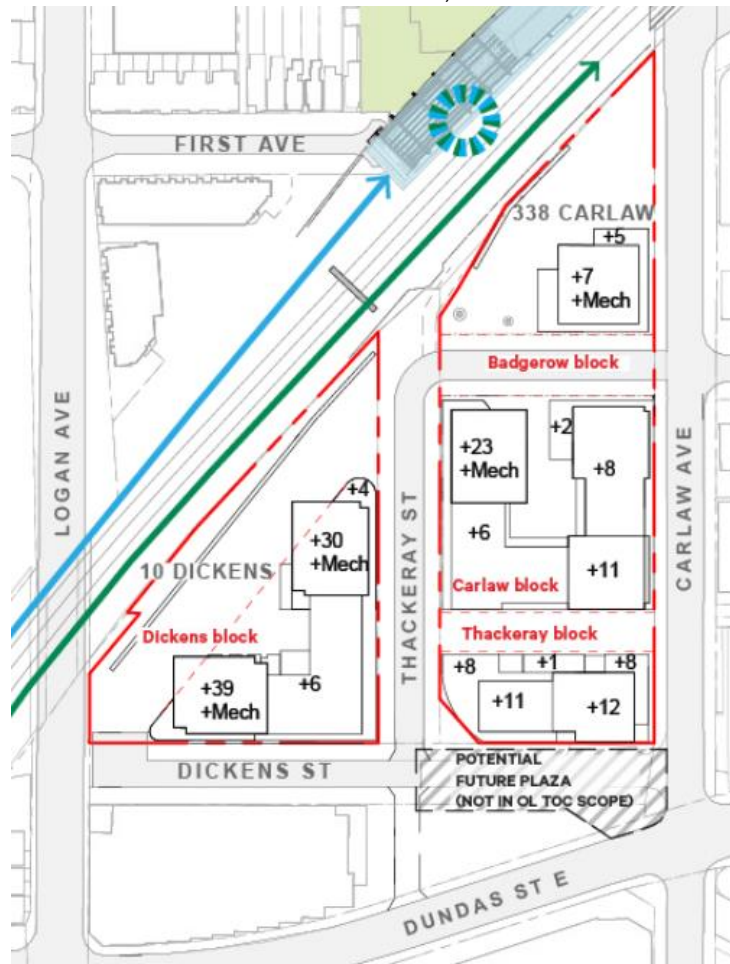 FIRST AVE
338 CARLAW
+5
+7
+Mech
Badgerow block
LOGAN AVE
CARLAW AVE
THACKERAY ST
+23
+Mech
+2
+8
+6
+11
Carlaw block
+4
+30
+Mech
10 DICKENS
Dickens block
+39
+Mech
+6
Thackeray block
+8
+1
+8
+11
+12
DICKENS ST
POTENTIAL
FUTURE PLAZA
(NOT IN OL TOC SCOPE)
DUNDAS ST E